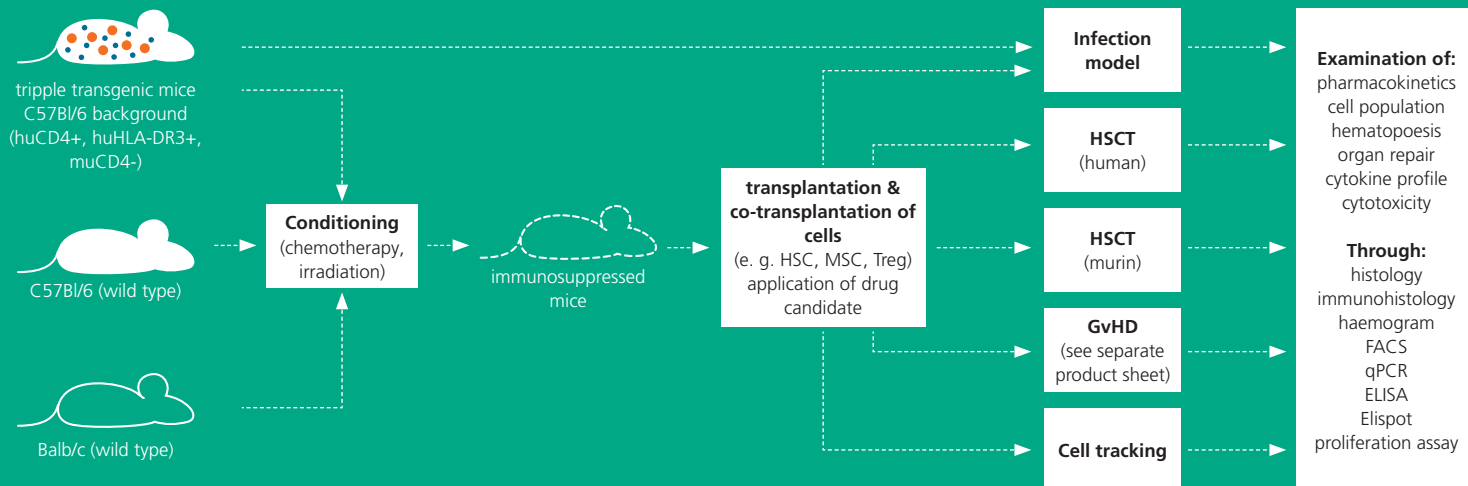 tripple transgenic mice
C57Bl/6 background
(huCD4+, huHLA-DR3+,
muCD4-)
C57Bl/6 (wild type)
Balb/c (wild type)
Conditioning
(chemotherapy,
irradiation)
immunosuppressed
mice
transplantation &
co-transplantation of
cells
(e. g. HSC, MSC, Treg)
application of drug
candidate
Infection
model
HSCT
(human)
HSCT
(murin)
GvHD
(see separate
product sheet)
Cell tracking
Examination of:
pharmacokinetics
cell population
hematopoesis
organ repair
cytokine profile
cytotoxicity
Through:
histology
immunohistology
haemogram
FACS
qPCR
ELISA
Elispot
proliferation assay